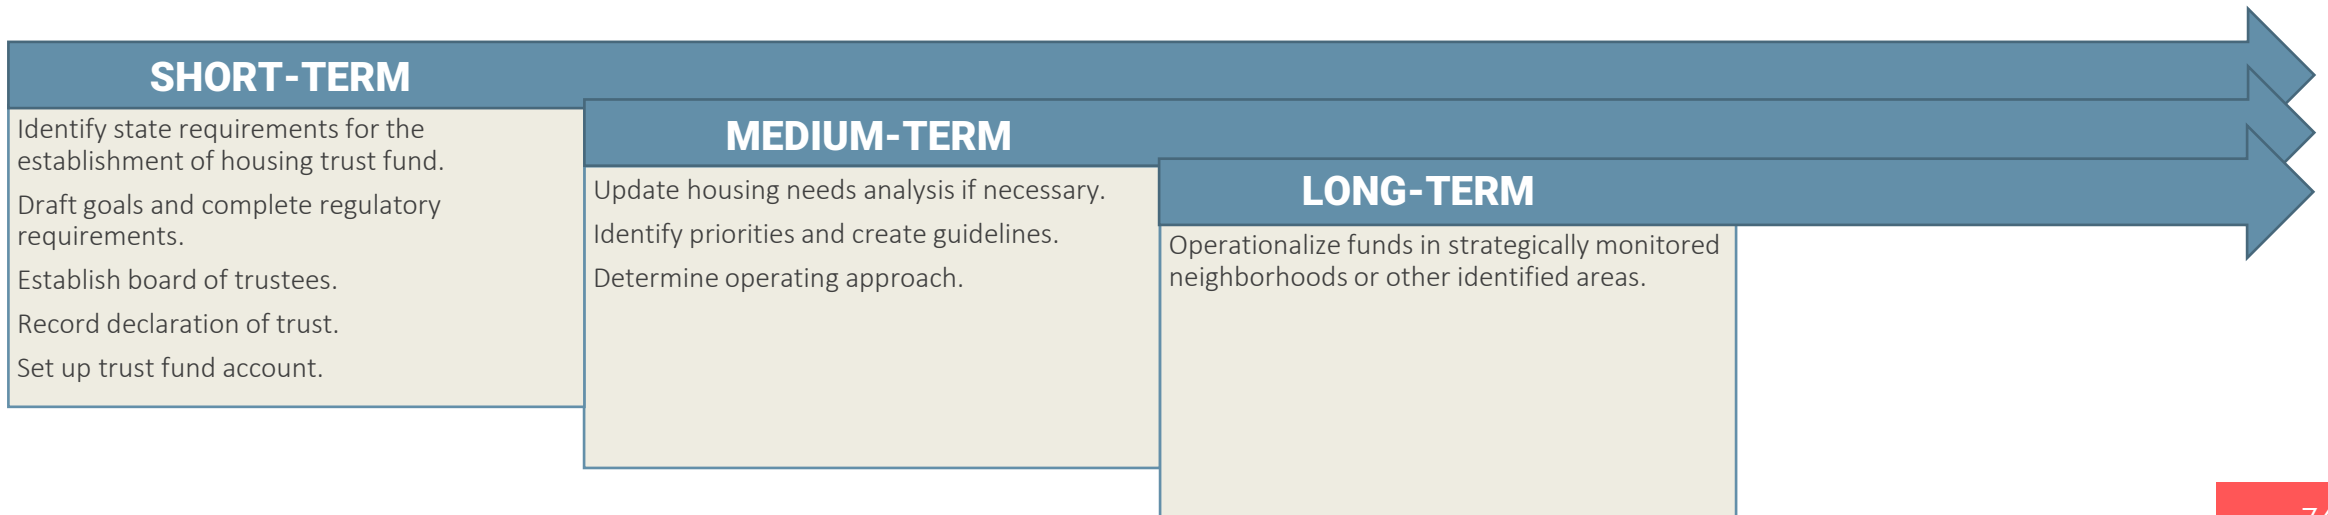 SHORT-TERM
Identify state requirements for the
establishment of housing trust fund.
Draft goals and complete regulatory
requirements.
Establish board of trustees.
Record declaration of trust.
Set up trust fund account.
MEDIUM-TERM
Update housing needs analysis if necessary.
Identify priorities and create guidelines.
Determine operating approach.
LONG-TERM
Operationalize funds in strategically monitored
neighborhoods or other identified areas.